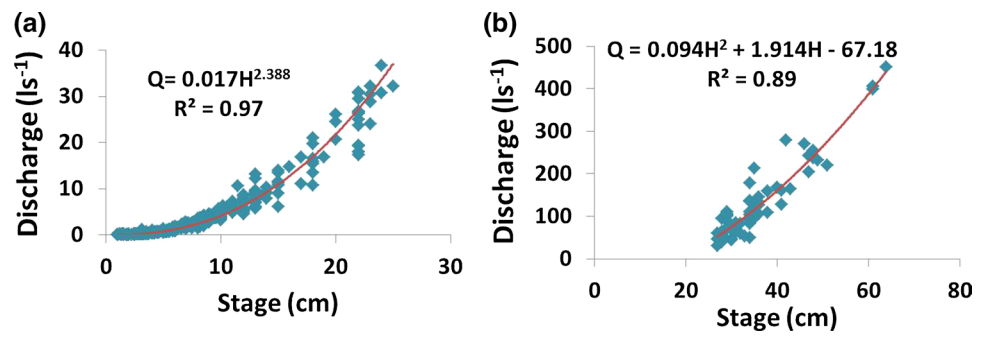 (a)
Discharge (ls⁻¹)
40
30
20
10
0
Q= 0.017H²·³⁸⁸
R² = 0.97
0 10 20 30
Stage (cm)
(b)
Discharge (ls⁻¹)
500
400
300
200
100
0
Q = 0.094H² + 1.914H - 67.18
R² = 0.89
0 20 40 60 80
Stage (cm)